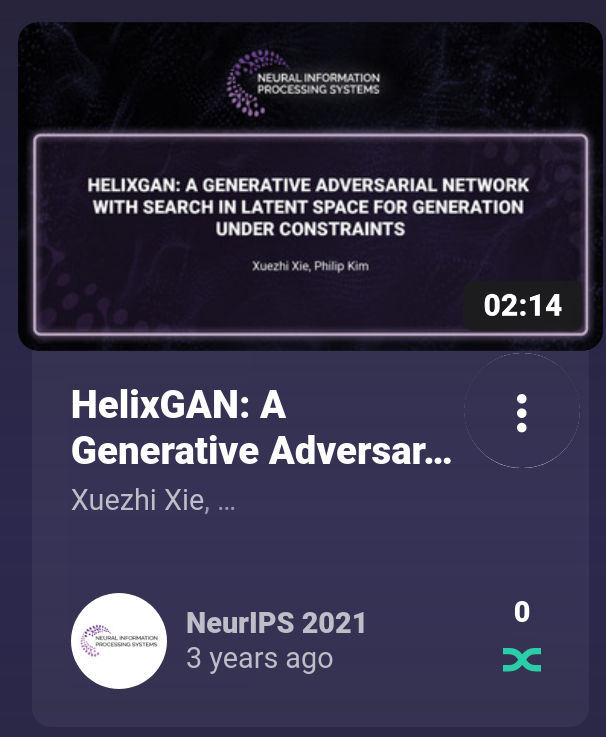 NEURAL INFORMATION
PROCESSING SYSTEMS
HELIXGAN: A GENERATIVE ADVERSARIAL NETWORK
WITH SEARCH IN LATENT SPACE FOR GENERATION
UNDER CONSTRAINTS
Xuezhi Xie, Philip Kim
02:14
HelixGAN: A
Generative Adversar...
Xuezhi Xie, ...
NEURAL INFORMATION
PROCESSING SYSTEMS
NeurIPS 2021
3 years ago
0